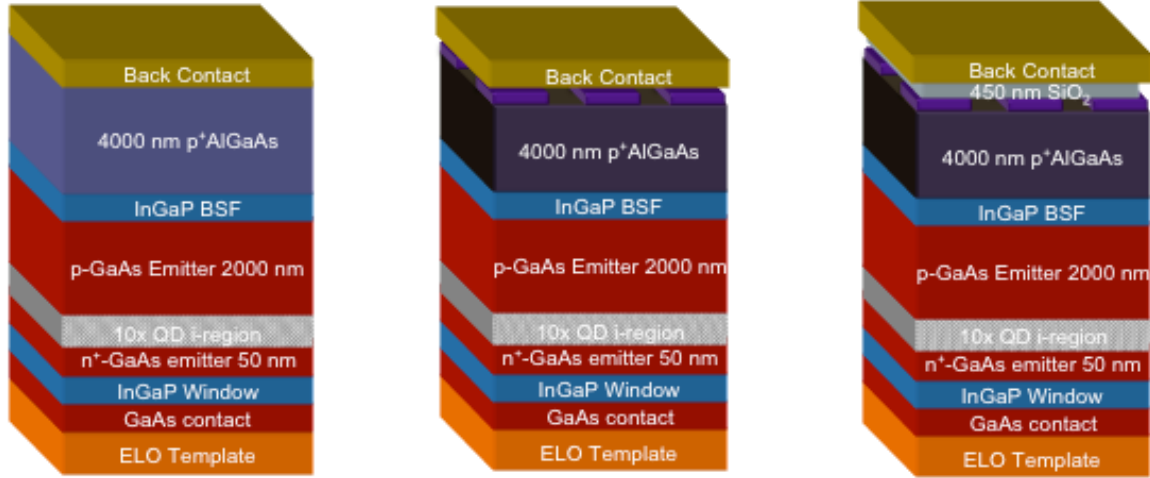 Back Contact
4000 nm p⁺AlGaAs
InGaP BSF
p-GaAs Emitter 2000 nm
10x QD i-region
n⁺-GaAs emitter 50 nm
InGaP Window
GaAs contact
ELO Template
Back Contact
4000 nm p⁺AlGaAs
InGaP BSF
p-GaAs Emitter 2000 nm
10x QD i-region
n⁺-GaAs emitter 50 nm
InGaP Window
GaAs contact
ELO Template
Back Contact
450 nm SiO₂
4000 nm p⁺AlGaAs
InGaP BSF
p-GaAs Emitter 2000 nm
10x QD i-region
n⁺-GaAs emitter 50 nm
InGaP Window
GaAs contact
ELO Template